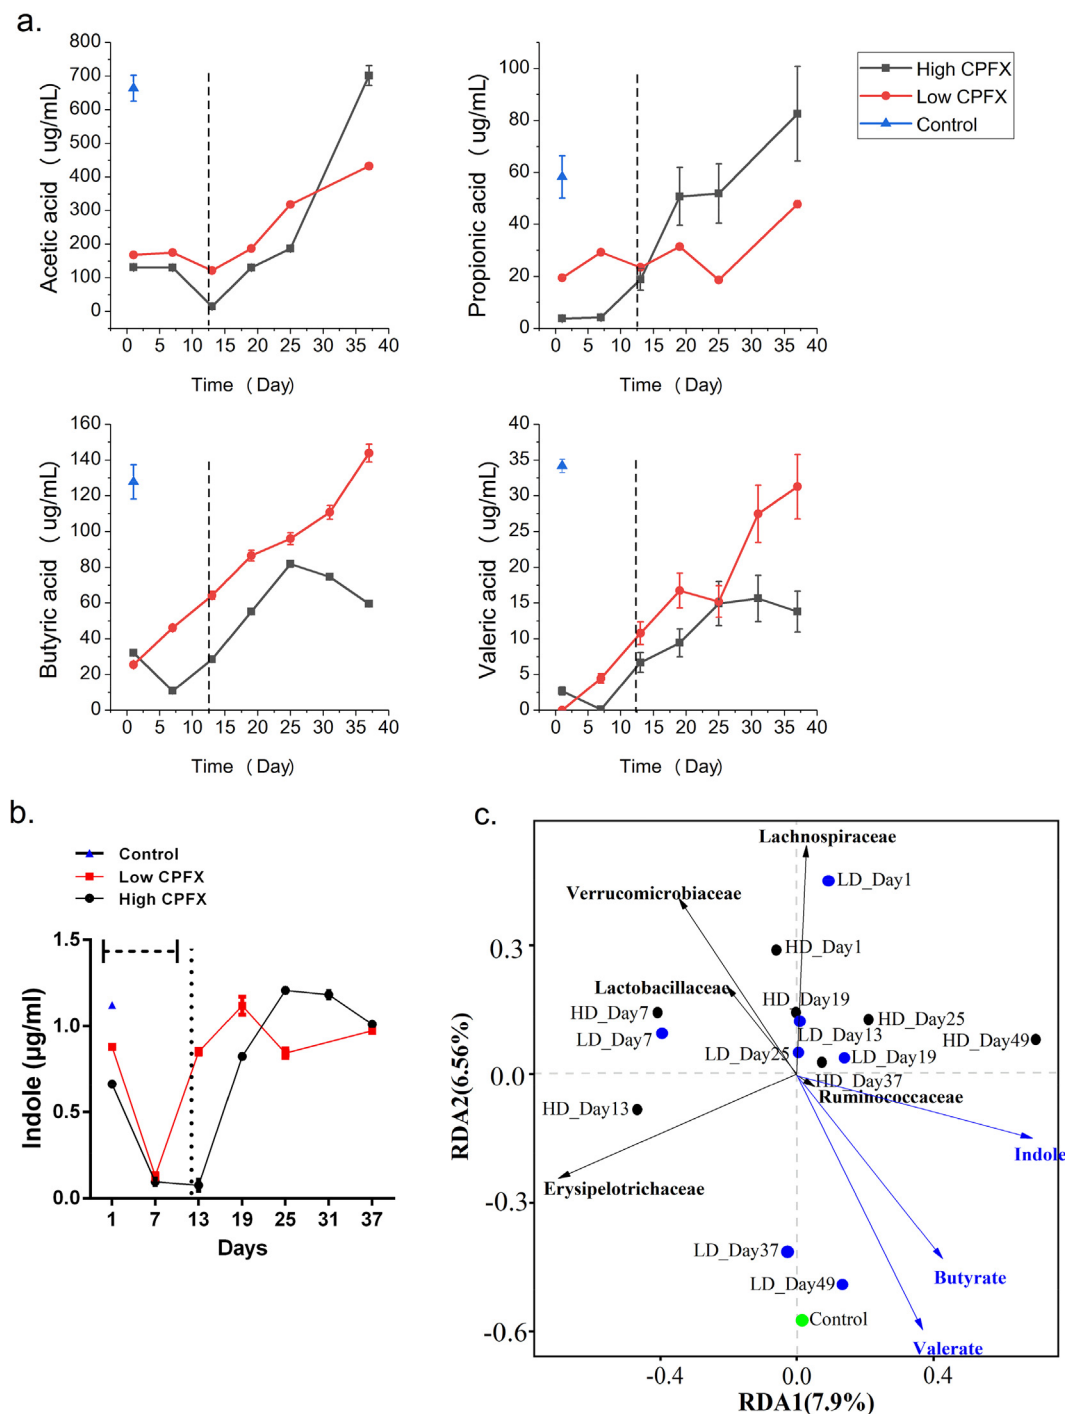 a.
800
700
600
500
400
300
200
100
0
0 5 10 15 20 25 30 35 40
Acetic acid (ug/mL)
Time (Day)
100
80
60
40
20
0
0 5 10 15 20 25 30 35 40
Propionic acid (ug/mL)
Time (Day)
High CPFX
Low CPFX
Control
160
140
120
100
80
60
40
20
0
0 5 10 15 20 25 30 35 40
Butyric acid (ug/mL)
Time (Day)
40
35
30
25
20
15
10
5
0
0 5 10 15 20 25 30 35 40
Valeric acid (ug/mL)
Time (Day)
b.
Control
Low CPFX
High CPFX
1.5
1.0
0.5
0.0
1 7 13 19 25 31 37
Indole (μg/ml)
Days
c.
Lachnospiraceae
LD_Day1
Verrucomicrobiaceae
HD_Day1
Lactobacillaceae
HD_Day19
HD_Day7
HD_Day25
LD_Day7
LD_Day13
HD_Day49
LD_Day25
LD_Day19
HD_Day37
Ruminococcaceae
HD_Day13
Indole
Erysipelotrichaceae
LD_Day37
Butyrate
LD_Day49
Control
Valerate
0.3
0.0
-0.3
-0.6
-0.4 0.0 0.4
RDA2(6.56%)
RDA1(7.9%)